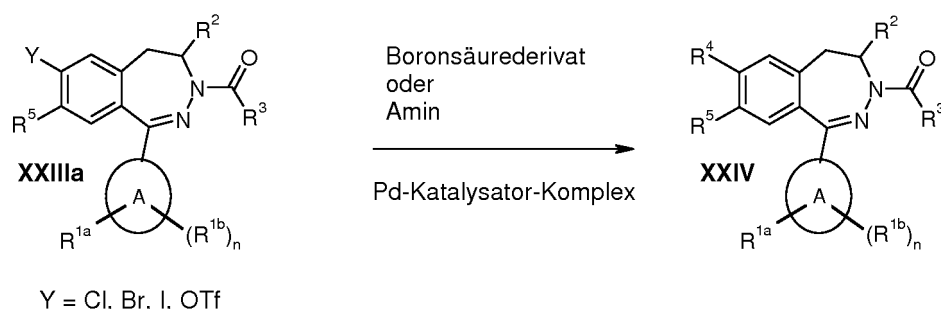 R²
Y
O
N
R³
N
R⁵
XXIIIa
A
R¹ᵃ
(R¹ᵇ)ₙ
Y = Cl. Br. I. OTf
Boronsäurederivat
oder
Amin
Pd-Katalysator-Komplex
R²
R⁴
O
N
R³
N
R⁵
XXIV
A
R¹ᵃ
(R¹ᵇ)ₙ